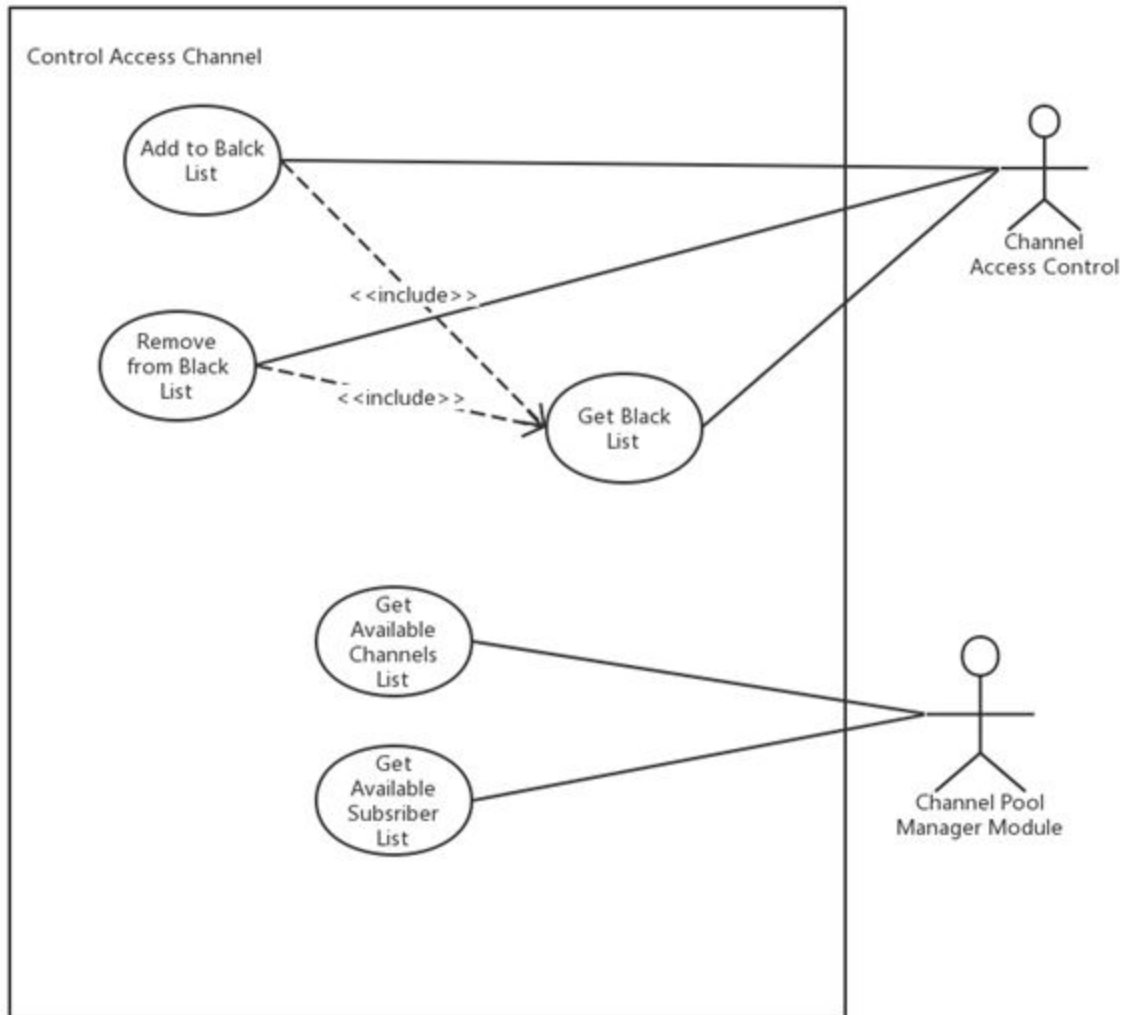 Control Access Channel
Add to Balck
List
Channel
Access Control
<<include>>
Remove
from Black
List
<<include>>
Get Black
List
Get
Available
Channels
List
Get
Available
Subsriber
List
Channel Pool
Manager Module